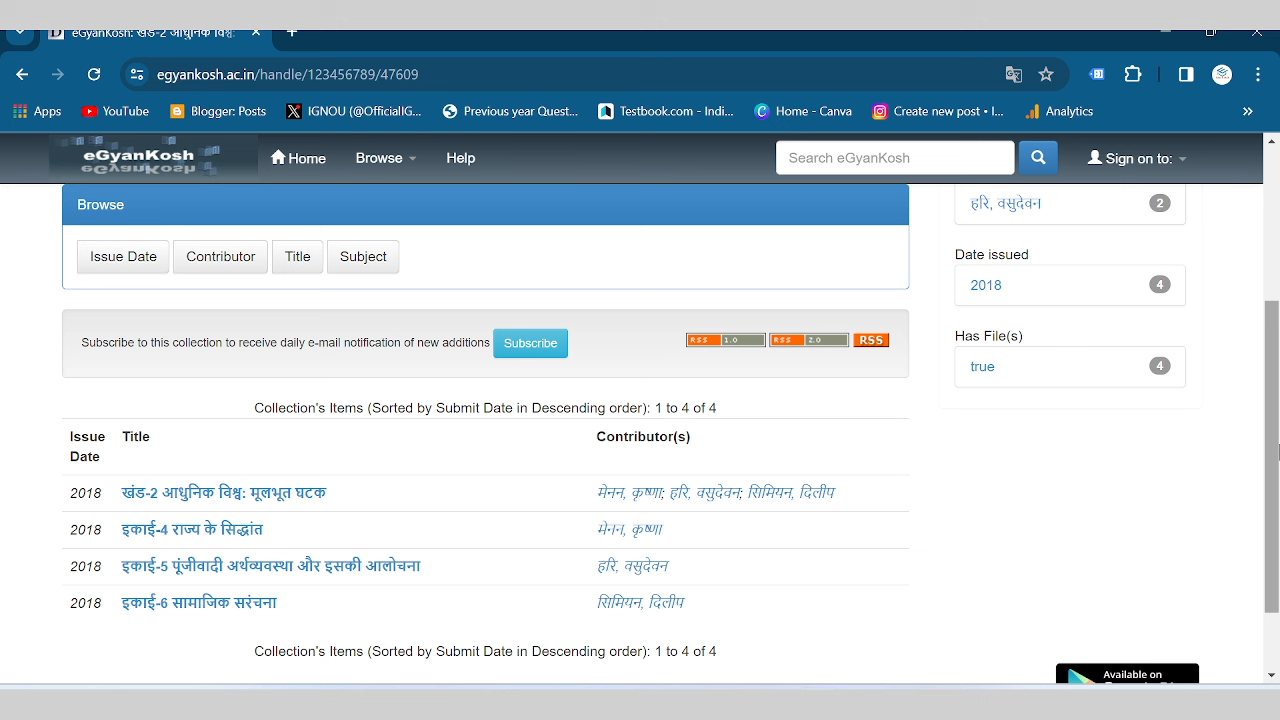 eGyanKosh: खंड-2 आधुनिक विश्व:
egyankosh.ac.in/handle/123456789/47609
Apps YouTube Blogger: Posts IGNOU (@OfficialIG... Previous year Quest... Testbook.com - Indi... Home - Canva Create new post • I... Analytics
eGyanKosh Home Browse Help Search eGyanKosh Sign on to:
Browse
Issue Date Contributor Title Subject
Subscribe to this collection to receive daily e-mail notification of new additions Subscribe RSS 1.0 RSS 2.0 RSS
Collection's Items (Sorted by Submit Date in Descending order): 1 to 4 of 4
Issue Date Title Contributor(s)
2018 खंड-2 आधुनिक विश्व: मूलभूत घटक मेनन, कृष्णा; हरि, वसुदेवन; सिमियन, दिलीप
2018 इकाई-4 राज्य के सिद्धांत मेनन, कृष्णा
2018 इकाई-5 पूंजीवादी अर्थव्यवस्था और इसकी आलोचना हरि, वसुदेवन
2018 इकाई-6 सामाजिक सरंचना सिमियन, दिलीप
Collection's Items (Sorted by Submit Date in Descending order): 1 to 4 of 4
हरि, वसुदेवन 2
Date issued
2018 4
Has File(s)
true 4
Available on